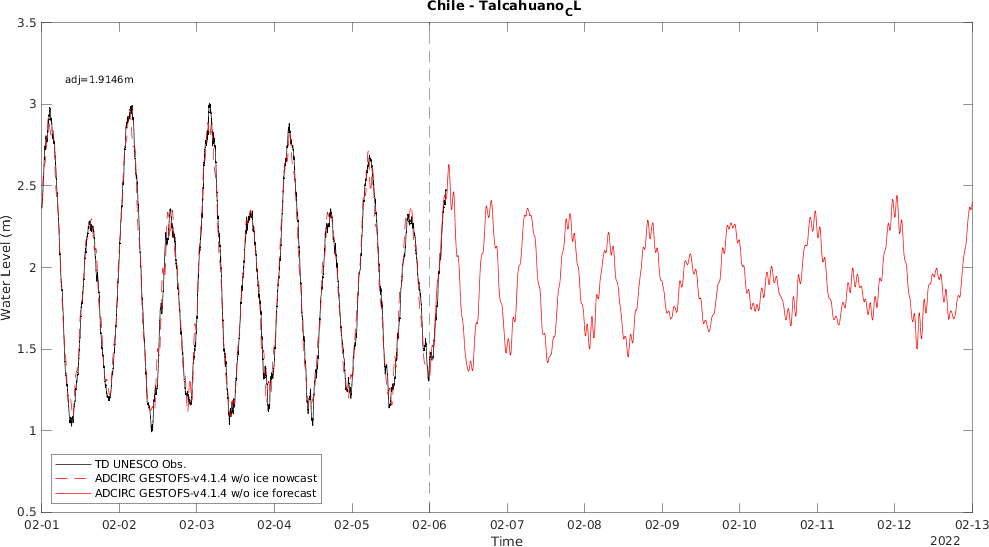 Chile - Talcahuano_CL
adj=1.9146m
3.5
3
2.5
2
1.5
1
0.5
Water Level (m)
TD UNESCO Obs.
ADCIRC GESTOFS-v4.1.4 w/o ice nowcast
ADCIRC GESTOFS-v4.1.4 w/o ice forecast
02-01 02-02 02-03 02-04 02-05 02-06 02-07 02-08 02-09 02-10 02-11 02-12 02-13
Time
2022